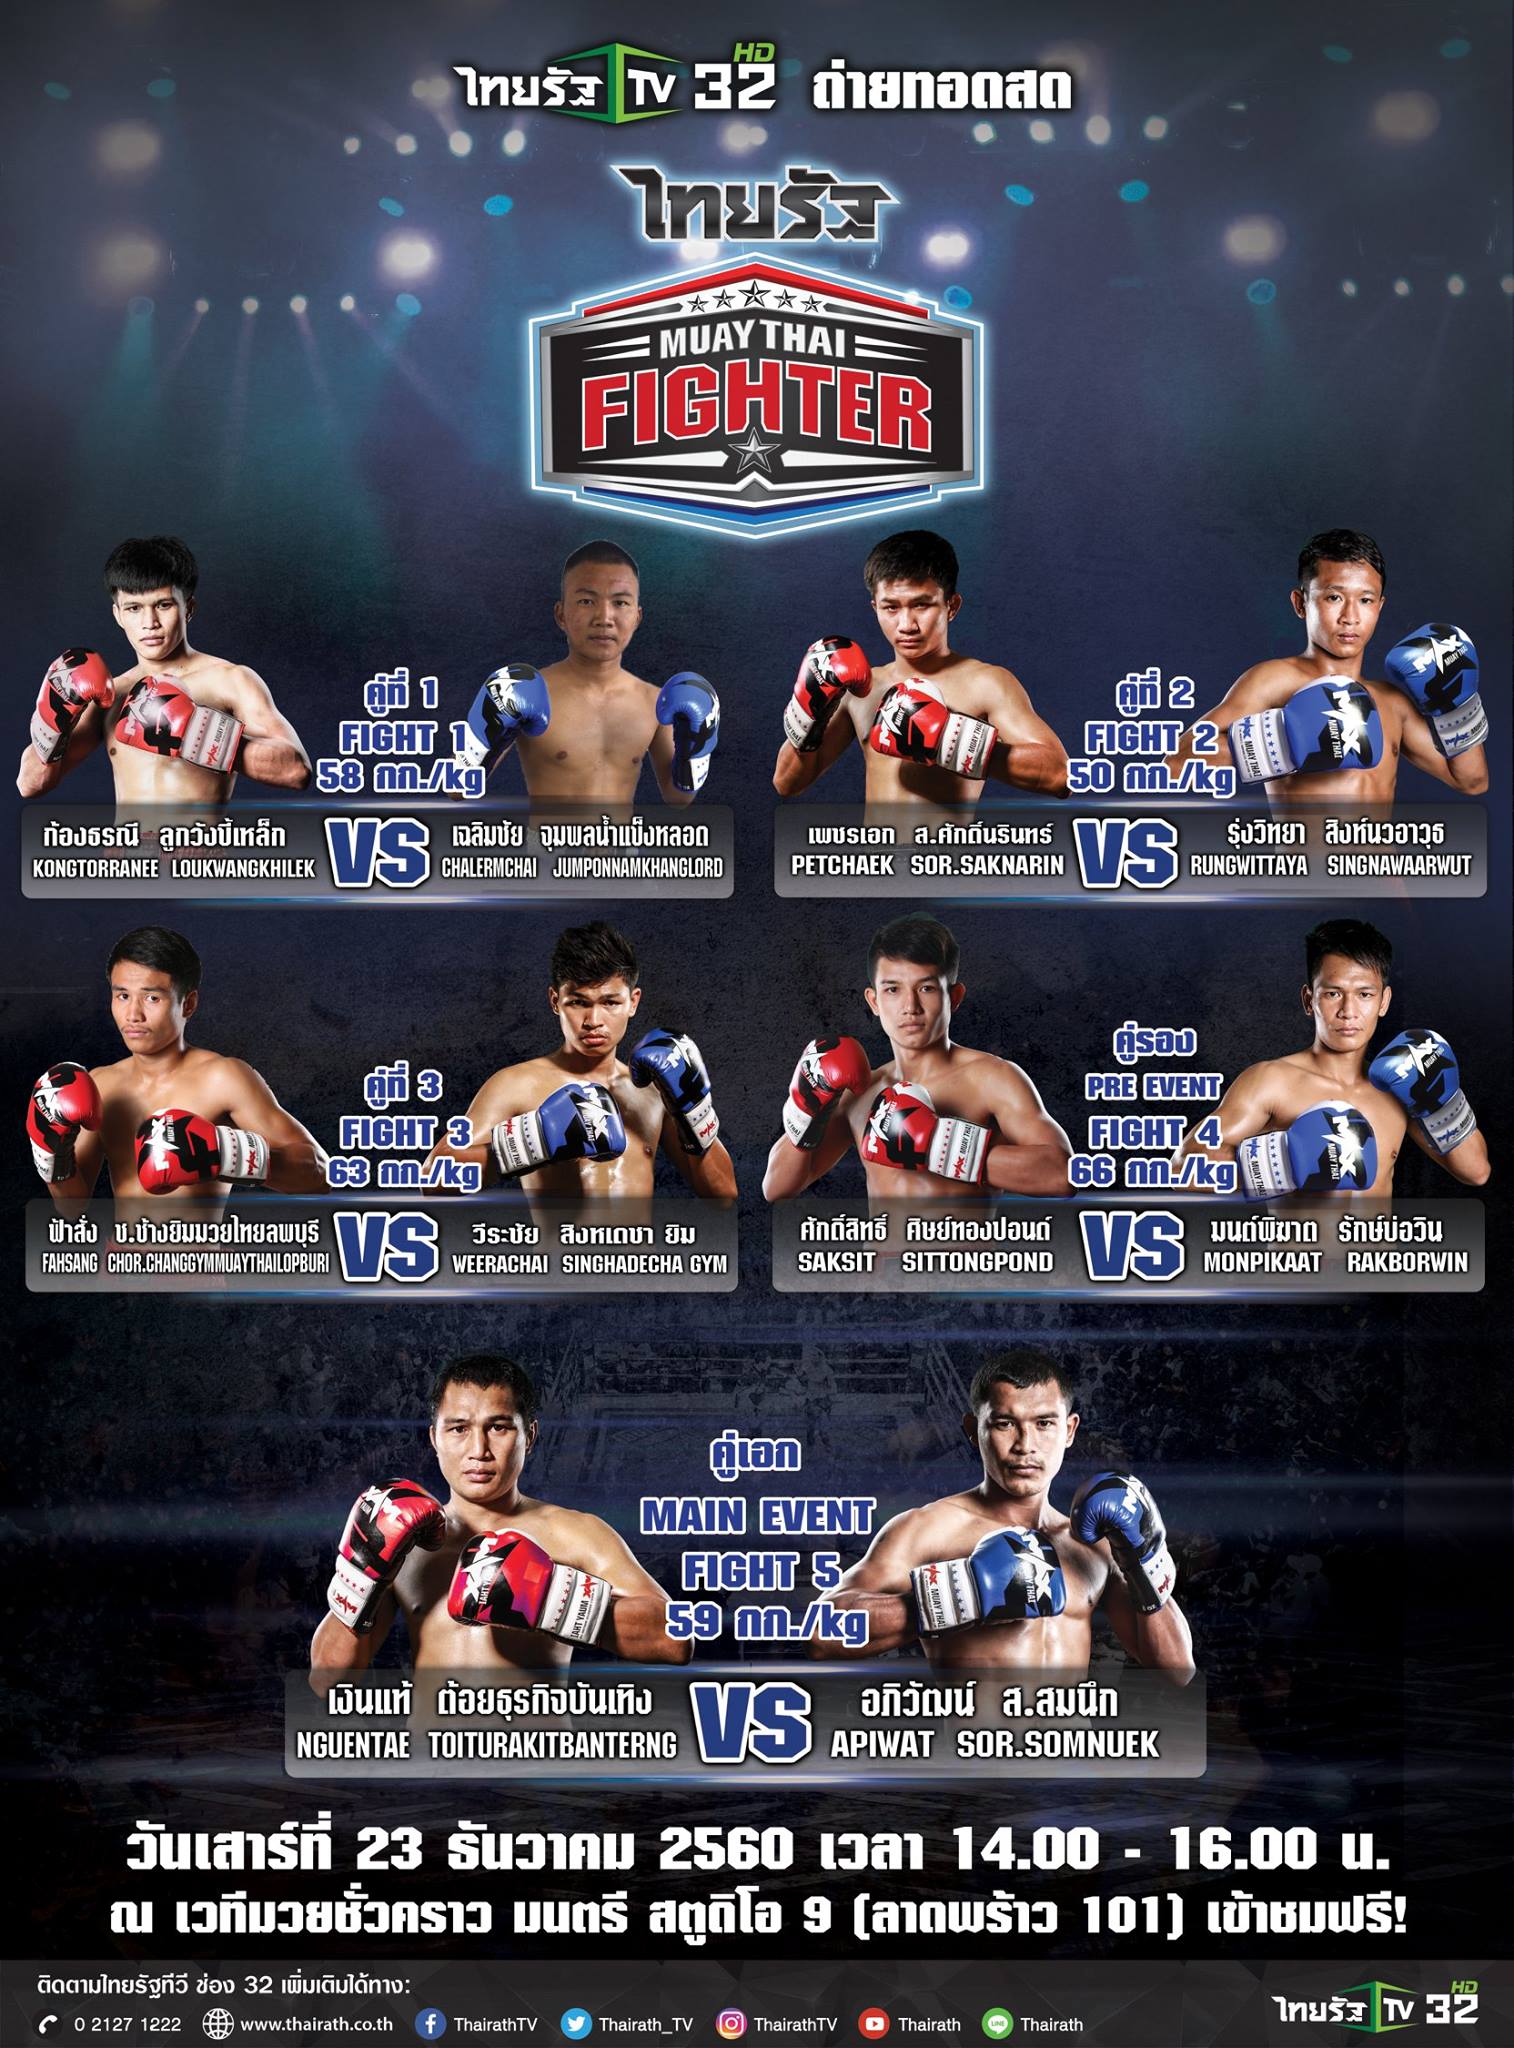 ไทยรัฐ TV 32 HD ถ่ายทอดสด
ไทยรัฐ
MUAY THAI
FIGHTER
คู่ที่ 1
FIGHT 1
58 กก./kg
ก้องธรณี ลูกวังขี้เหล็ก VS เฉลิมชัย จุมพลน้ำแข็งหลอด
KONGTORRANEE LOUKWANGKHILEK CHALERMCHAI JUMPONNAMKHANGLORD
คู่ที่ 2
FIGHT 2
50 กก./kg
เพชรเอก ส.ศักดิ์นรินทร์ VS รุ่งวิทยา สิงห์นวอาวุธ
PETCHAEK SOR.SAKNARIN RUNGWITTAYA SINGNAWAARWUT
คู่ที่ 3
FIGHT 3
63 กก./kg
ฟ้าสั่ง ช.ช้างยิมมวยไทยลพบุรี VS วีระชัย สิงหเดชา ยิม
FAHSANG CHOR.CHANGGYMMUAYTHAILOPBURI WEERACHAI SINGHADECHA GYM
คู่รอง
PRE EVENT
FIGHT 4
66 กก./kg
ศักดิ์สิทธิ์ ศิษย์ทองปอนด์ VS มนต์พิฆาต รักษ์บ่อวิน
SAKSIT SITTONGPOND MONPIKAAT RAKBORWIN
คู่เอก
MAIN EVENT
FIGHT 5
59 กก./kg
เงินแท้ ต้อยธุรกิจบันเทิง VS อภิวัฒน์ ส.สมนึก
NGUENTAE TOITURAKITBANTERNG APIWAT SOR.SOMNUEK
วันเสาร์ที่ 23 ธันวาคม 2560 เวลา 14.00 - 16.00 น.
ณ เวทีมวยชั่วคราว มนตรี สตูดิโอ 9 (ลาดพร้าว 101) เข้าชมฟรี!
ติดตามไทยรัฐทีวี ช่อง 32 เพิ่มเติมได้ทาง:
0 2127 1222 www.thairath.co.th ThairathTV Thairath_TV ThairathTV Thairath LINE Thairath
ไทยรัฐ TV 32 HD